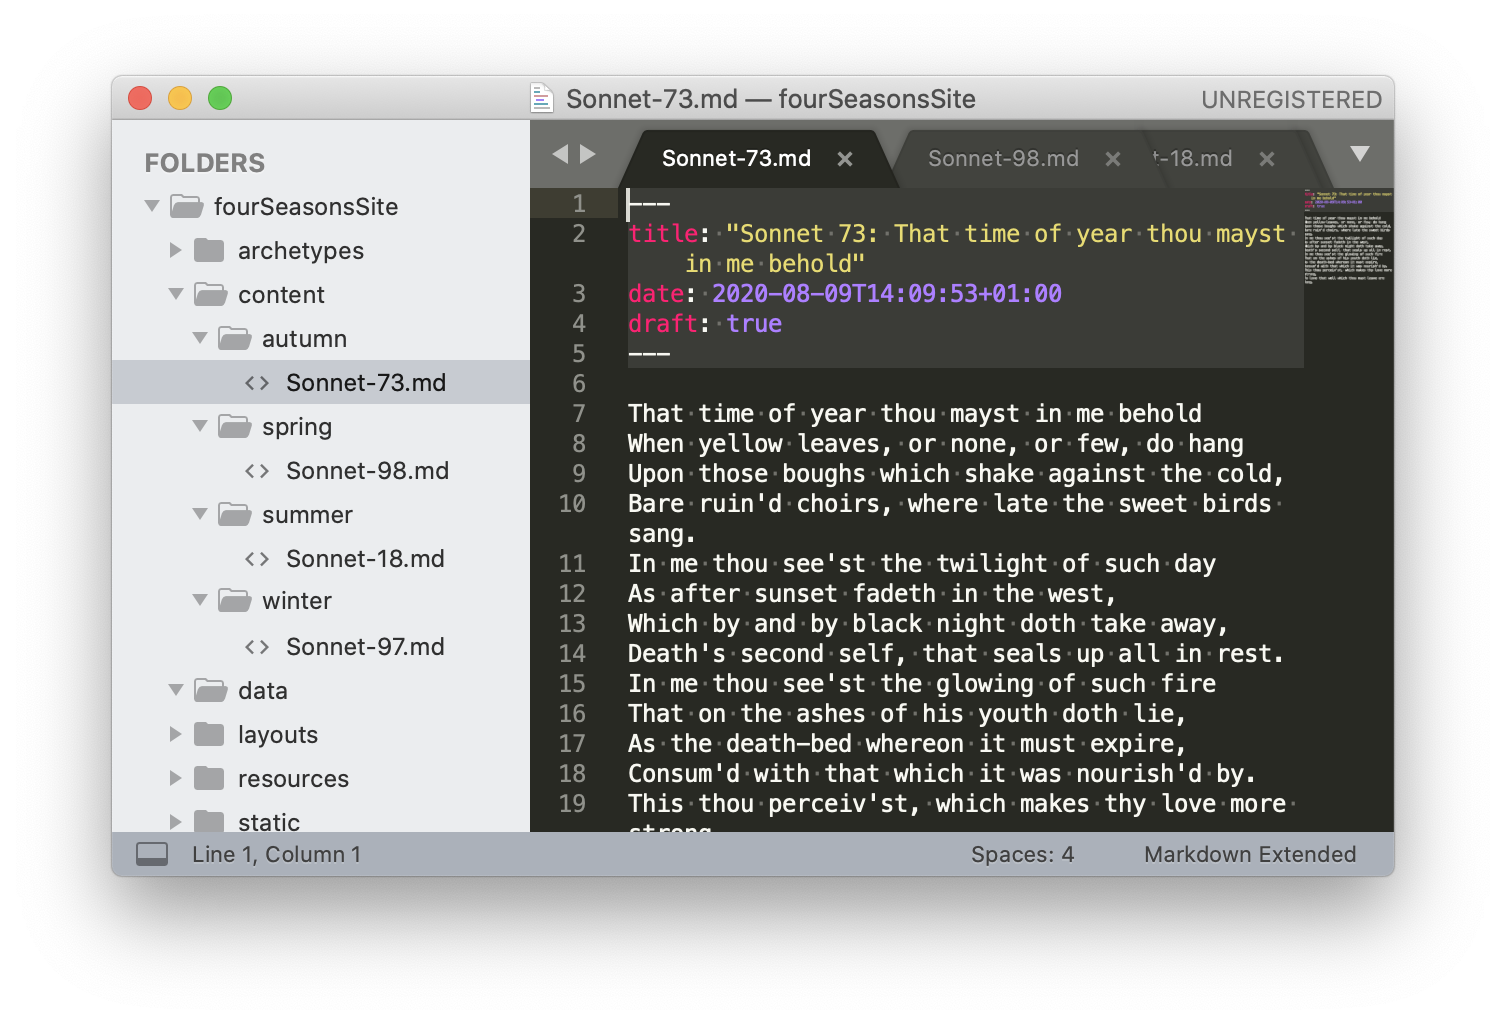 Sonnet-73.md — fourSeasonsSite
UNREGISTERED
FOLDERS
fourSeasonsSite
archetypes
content
autumn
Sonnet-73.md
spring
Sonnet-98.md
summer
Sonnet-18.md
winter
Sonnet-97.md
data
layouts
resources
static
Sonnet-73.md
Sonnet-98.md
t-18.md
1 ---
2 title: "Sonnet 73: That time of year thou mayst
in me behold"
3 date: 2020-08-09T14:09:53+01:00
4 draft: true
5 ---
6
7 That time of year thou mayst in me behold
8 When yellow leaves, or none, or few, do hang
9 Upon those boughs which shake against the cold,
10 Bare ruin'd choirs, where late the sweet birds
sang.
11 In me thou see'st the twilight of such day
12 As after sunset fadeth in the west,
13 Which by and by black night doth take away,
14 Death's second self, that seals up all in rest.
15 In me thou see'st the glowing of such fire
16 That on the ashes of his youth doth lie,
17 As the death-bed whereon it must expire,
18 Consum'd with that which it was nourish'd by.
19 This thou perceiv'st, which makes thy love more
Line 1, Column 1
Spaces: 4
Markdown Extended